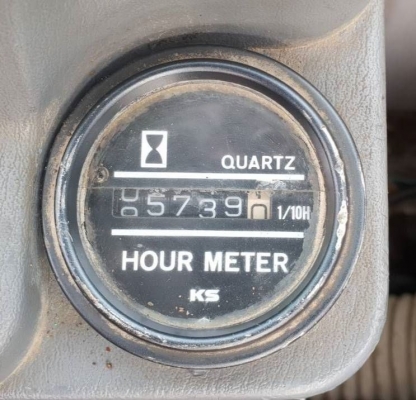 QUARTZ
05739 1/10H
HOUR METER
KS